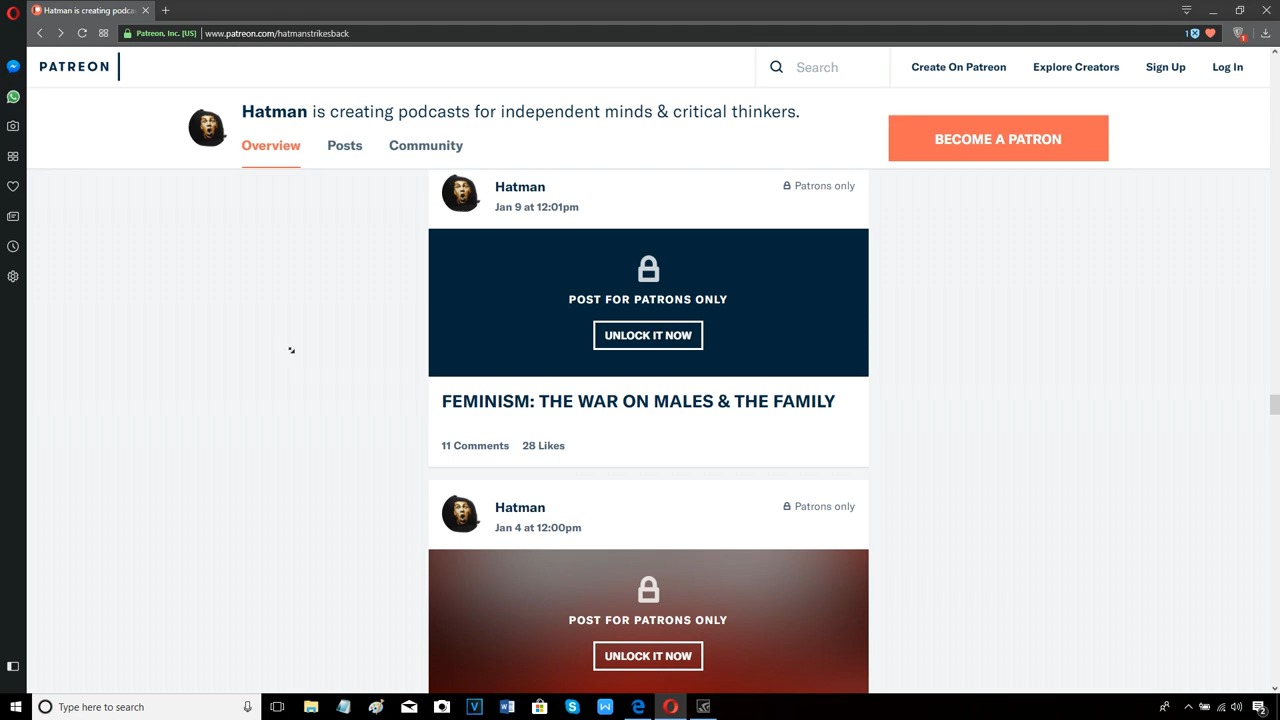 Hatman is creating podca
Patreon, Inc. [US]
www.patreon.com/hatmanstrikesback
1
1
PATREON
Search
Create On Patreon
Explore Creators
Sign Up
Log In
Hatman is creating podcasts for independent minds & critical thinkers.
Overview
Posts
Community
BECOME A PATRON
Hatman
Patrons only
Jan 9 at 12:01pm
POST FOR PATRONS ONLY
UNLOCK IT NOW
FEMINISM: THE WAR ON MALES & THE FAMILY
11 Comments
28 Likes
Hatman
Patrons only
Jan 4 at 12:00pm
POST FOR PATRONS ONLY
UNLOCK IT NOW
Type here to search
2